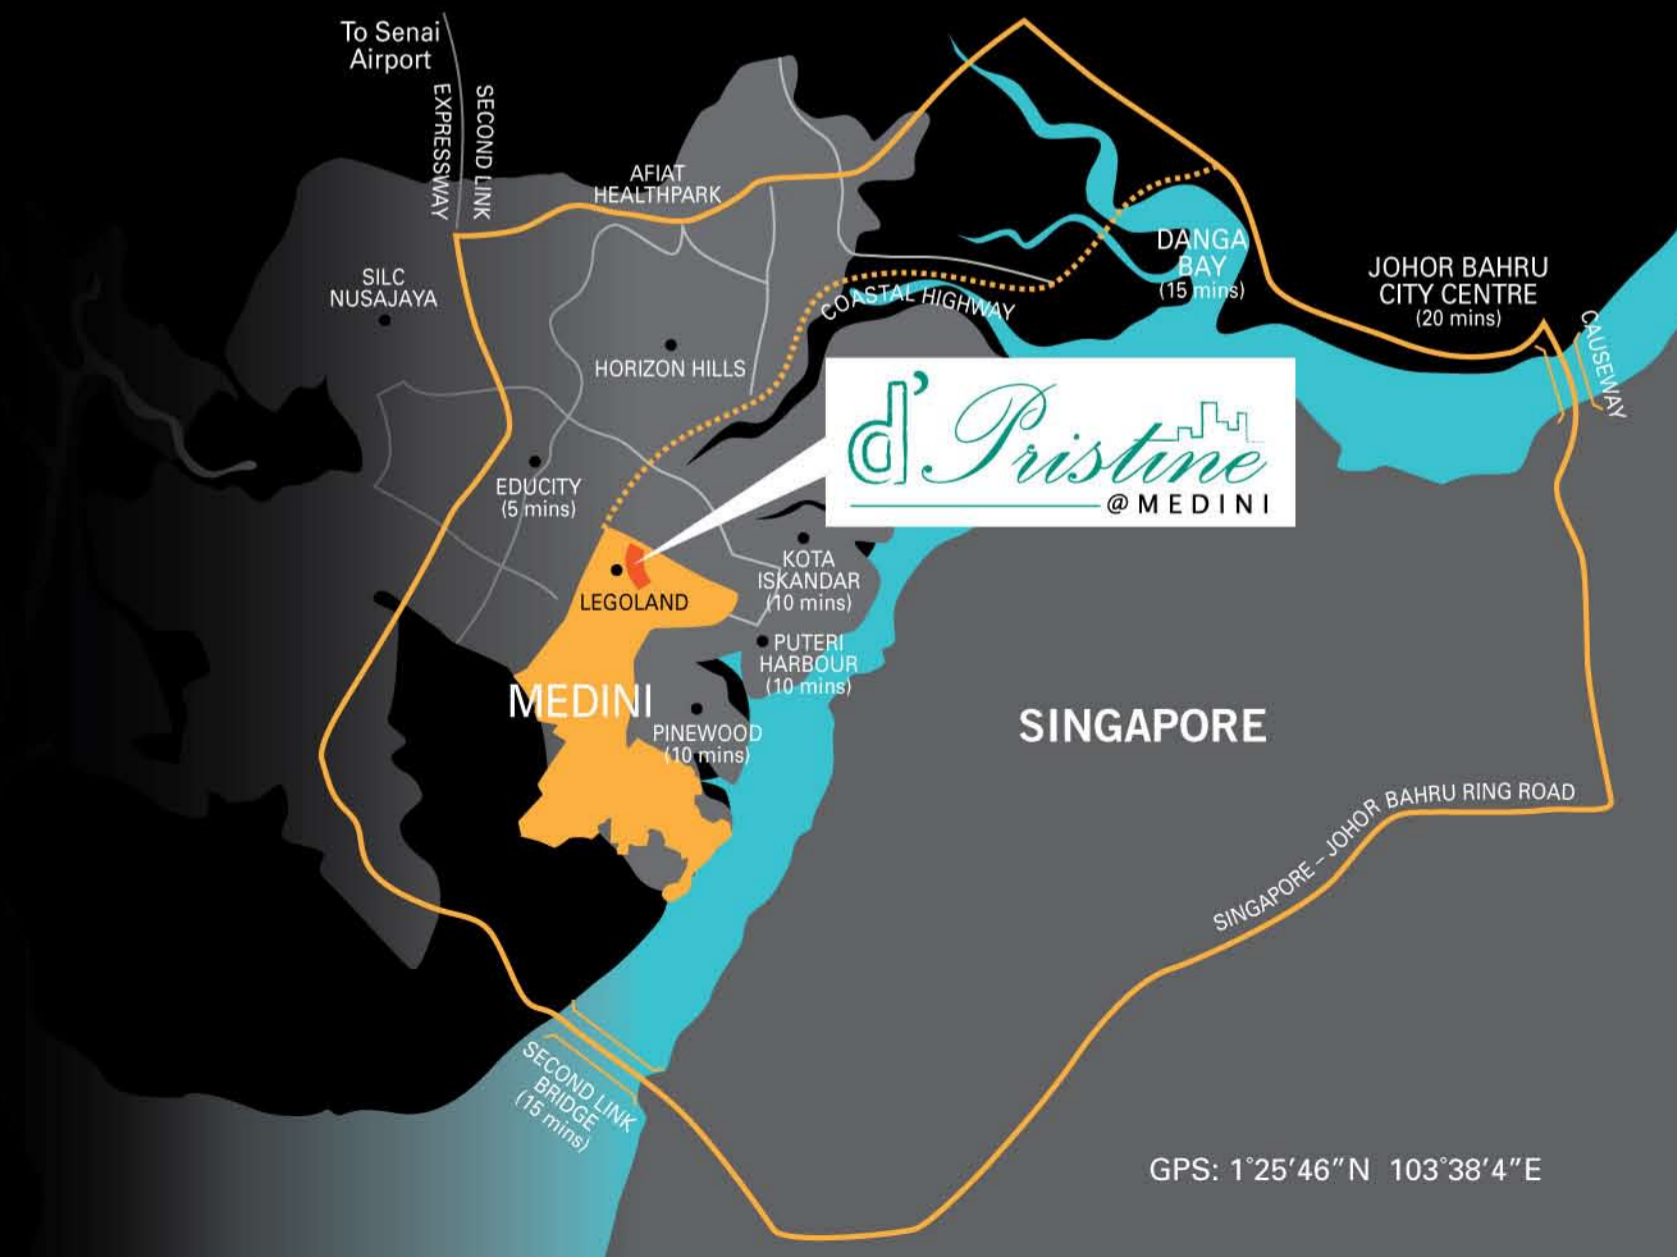 To Senai
Airport
EXPRESSWAY
SECOND LINK
AFIAT
HEALTHPARK
SILC
NUSAJAYA
HORIZON HILLS
COASTAL HIGHWAY
DANGA
BAY
(15 mins)
JOHOR BAHRU
CITY CENTRE
(20 mins)
CAUSEWAY
d'Pristine
@MEDINI
EDUCITY
(5 mins)
KOTA
ISKANDAR
(10 mins)
LEGOLAND
PUTERI
HARBOUR
(10 mins)
MEDINI
PINEWOOD
(10 mins)
SINGAPORE
SINGAPORE – JOHOR BAHRU RING ROAD
SECOND LINK
BRIDGE
(15 mins)
GPS: 1°25'46"N 103°38'4"E